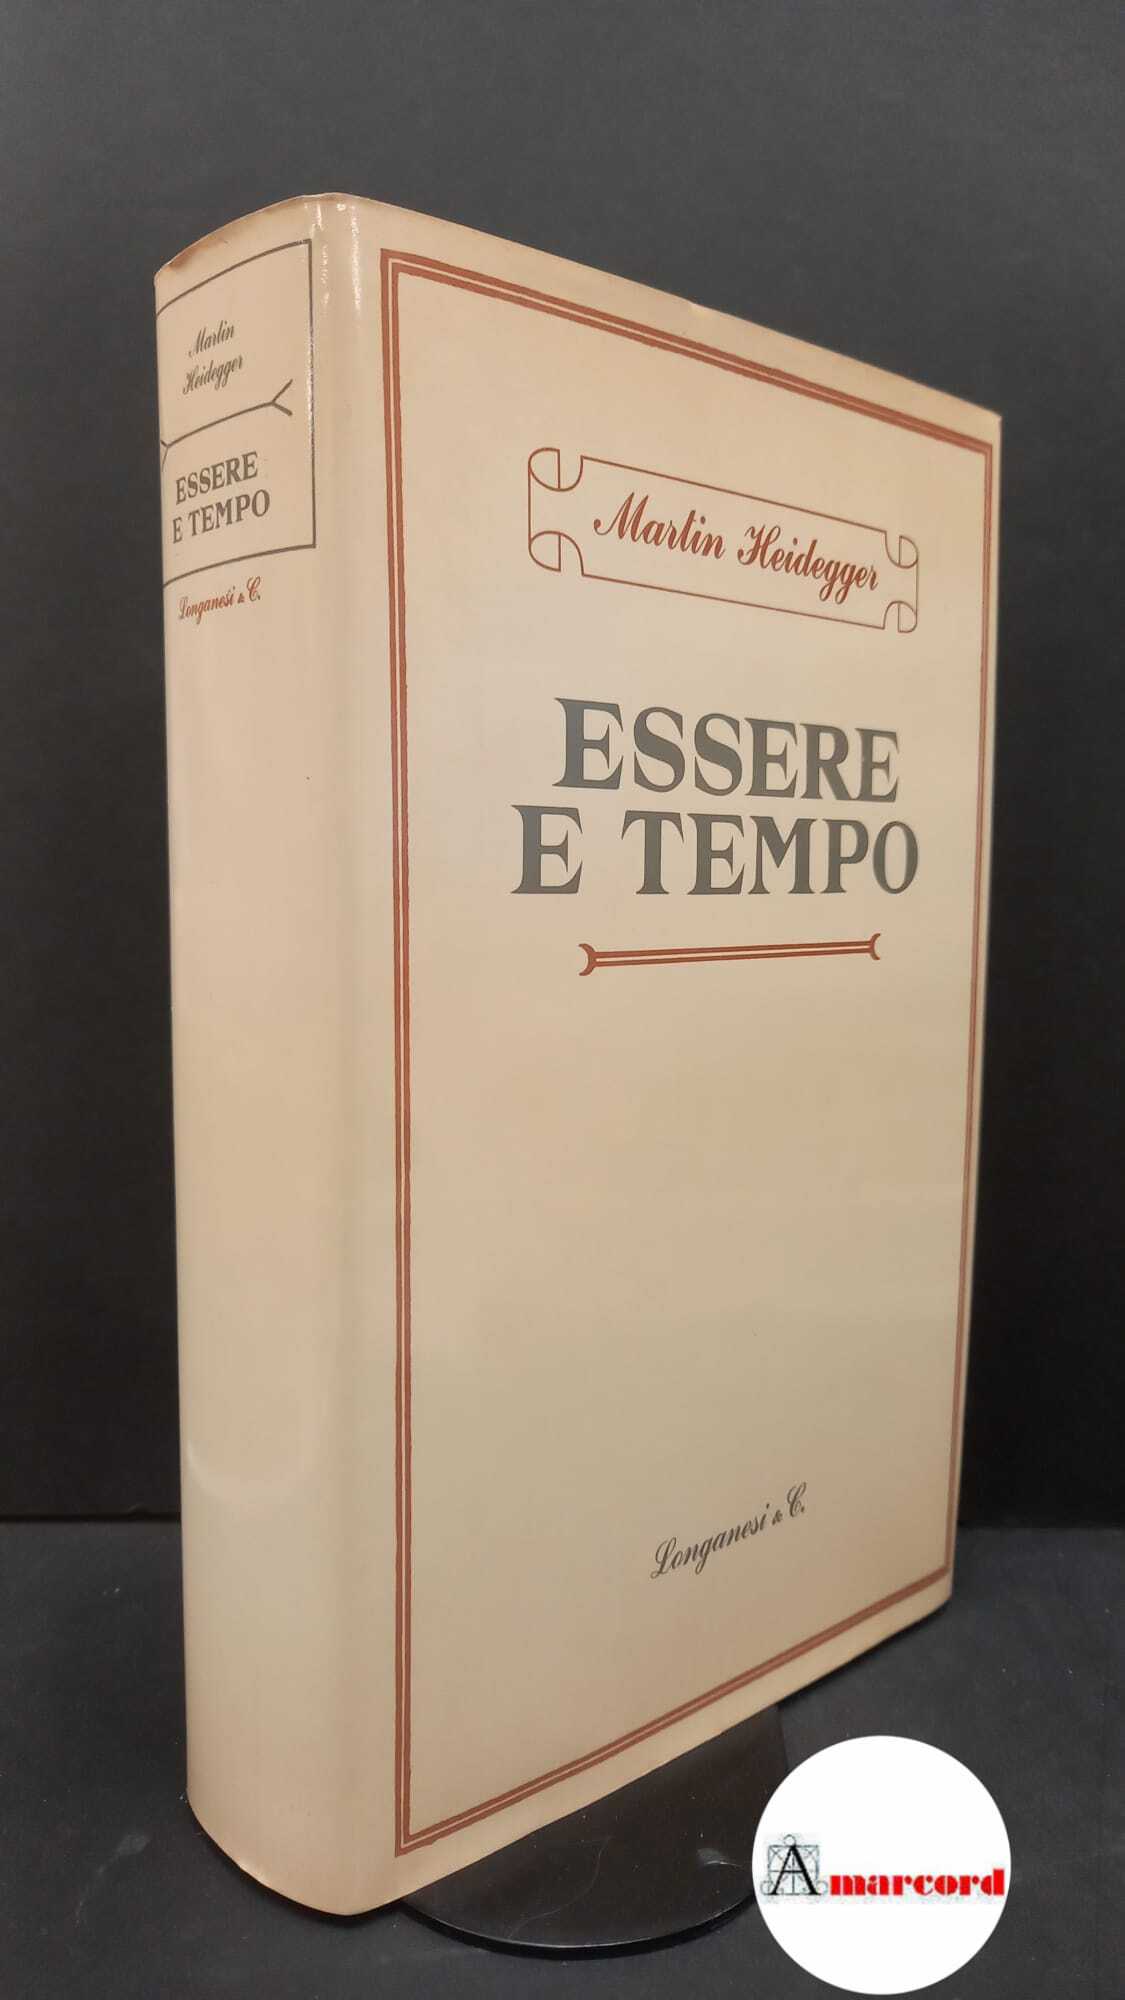 Martin
Heidegger
ESSERE
E TEMPO
Longanesi & C.
Martin Heidegger
ESSERE
E TEMPO
Longanesi & C.
Amarcord